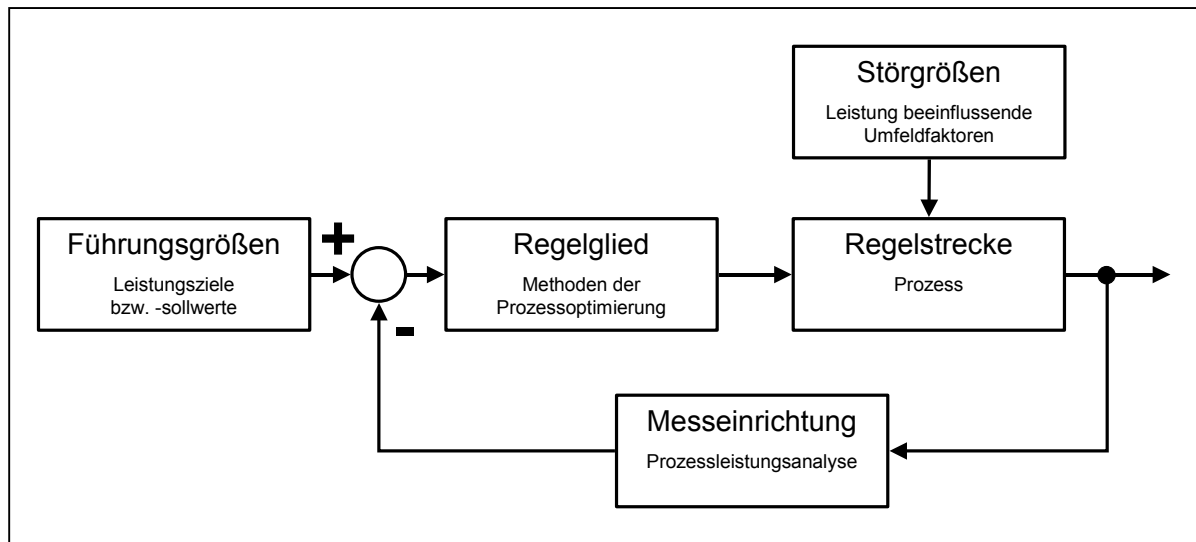 Störgrößen
Leistung beeinflussende
Umfeldfaktoren
Führungsgrößen
Leistungsziele
bzw. -sollwerte
+
-
Regelglied
Methoden der
Prozessoptimierung
Regelstrecke
Prozess
Messeinrichtung
Prozessleistungsanalyse